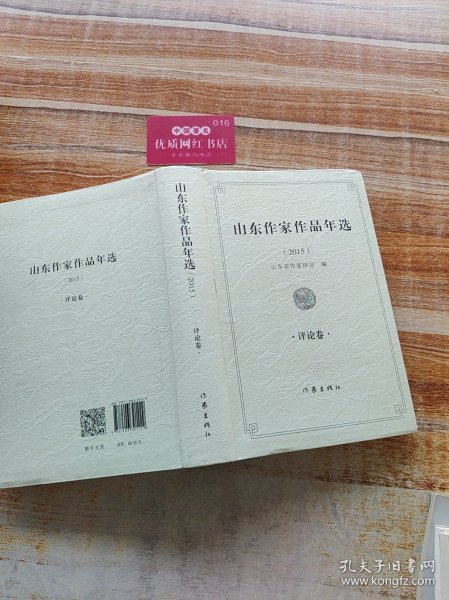 016
中国著名
优质网红书店
山东作家作品年选
（2015）
山东省作家协会 编
·评论卷·
作家出版社
山东作家作品年选（2015）
·评论卷·
作家出版社
山东作家作品年选
（2015）
·评论卷·
孔夫子旧书网
www.kongfz.com